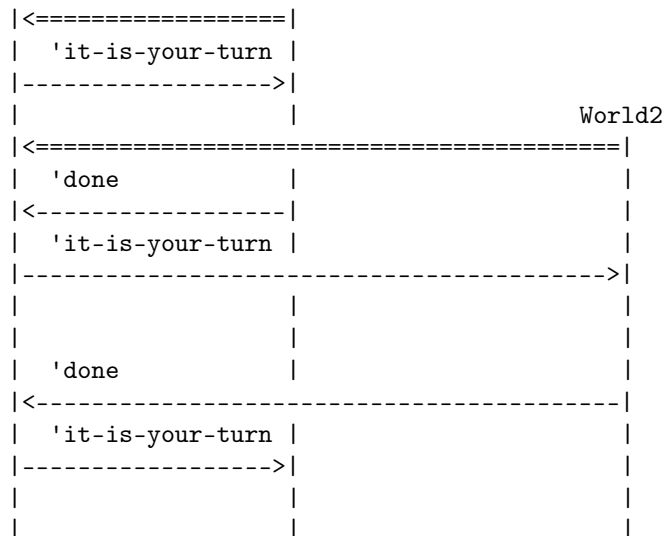 |<==================|
|  'it-is-your-turn |
|------------------>|
|                   |                    World2
|<==========================================|
|  'done            |                       |
|<------------------|                       |
|  'it-is-your-turn |                       |
|------------------------------------------>|
|                   |                       |
|                   |                       |
|  'done            |                       |
|<------------------------------------------|
|  'it-is-your-turn |                       |
|------------------>|                       |
|                   |                       |
|                   |                       |